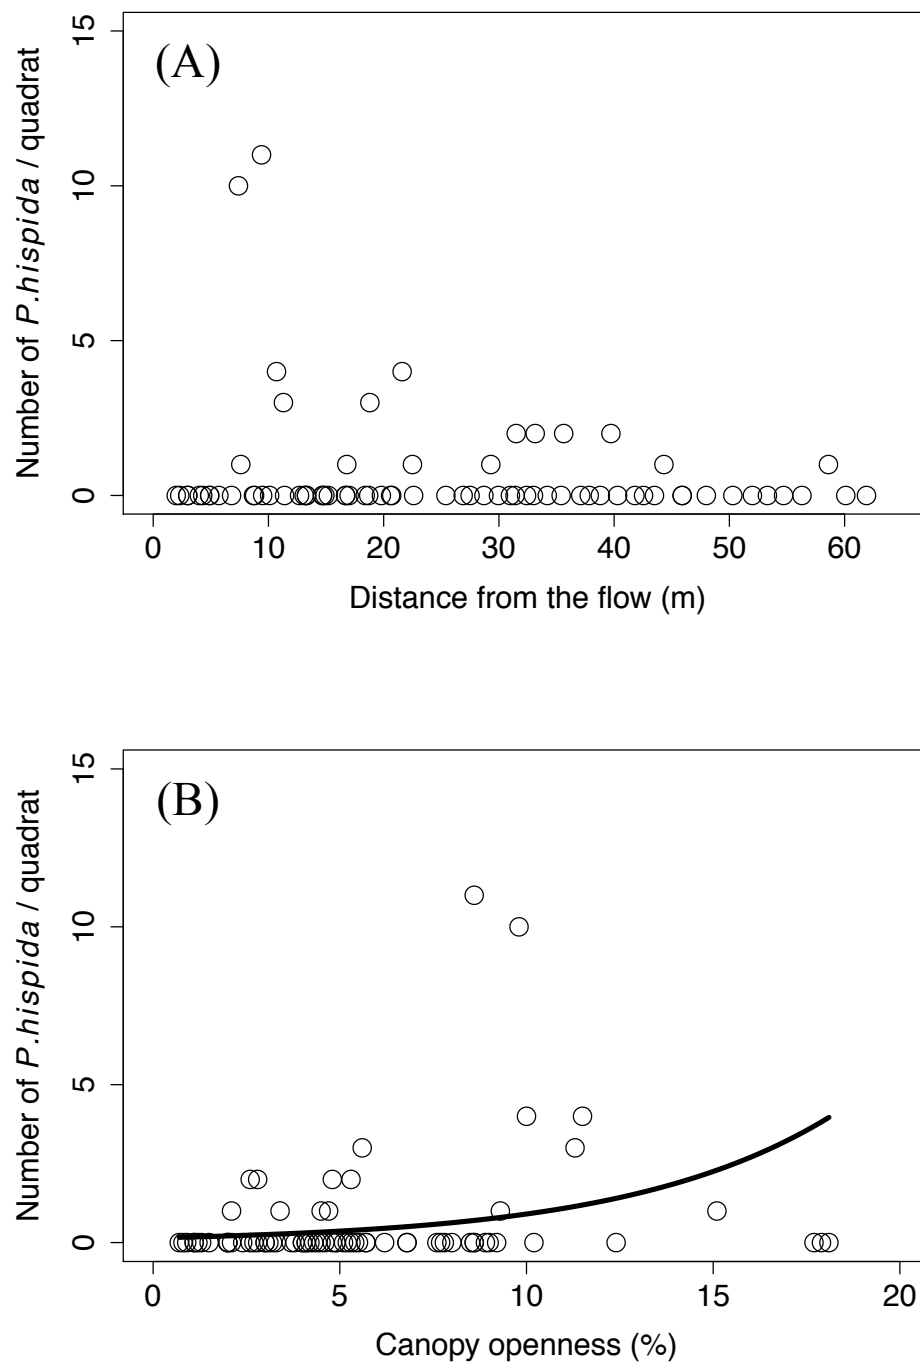 (A)
Number of P.hispida / quadrat
15
10
5
0
0 10 20 30 40 50 60
Distance from the flow (m)
(B)
Number of P.hispida / quadrat
15
10
5
0
0 5 10 15 20
Canopy openness (%)